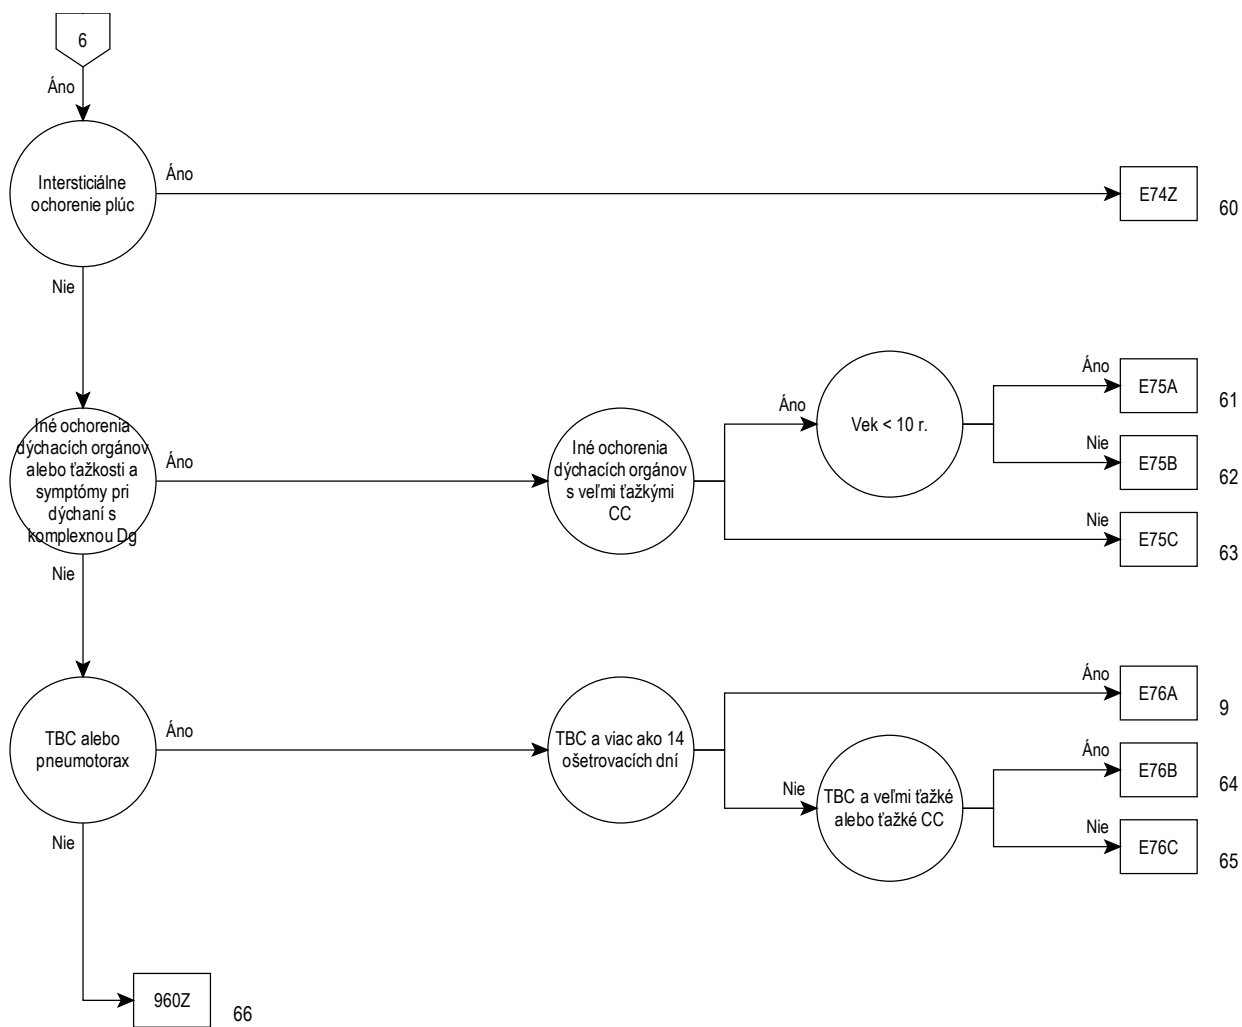 6
Áno
Intersticiálne
ochorenie plúc
Áno
E74Z
60
Nie
Iné ochorenia
dýchacích orgánov
alebo ťažkosti a
symptómy pri
dýchaní s
komplexnou Dg
Áno
Iné ochorenia
dýchacích orgánov
s veľmi ťažkými
CC
Áno
Vek < 10 r.
Áno
E75A
61
Nie
E75B
62
Nie
E75C
63
Nie
TBC alebo
pneumotorax
Áno
TBC a viac ako 14
ošetrovacích dní
Áno
E76A
9
Nie
TBC a veľmi ťažké
alebo ťažké CC
Áno
E76B
64
Nie
E76C
65
Nie
960Z
66